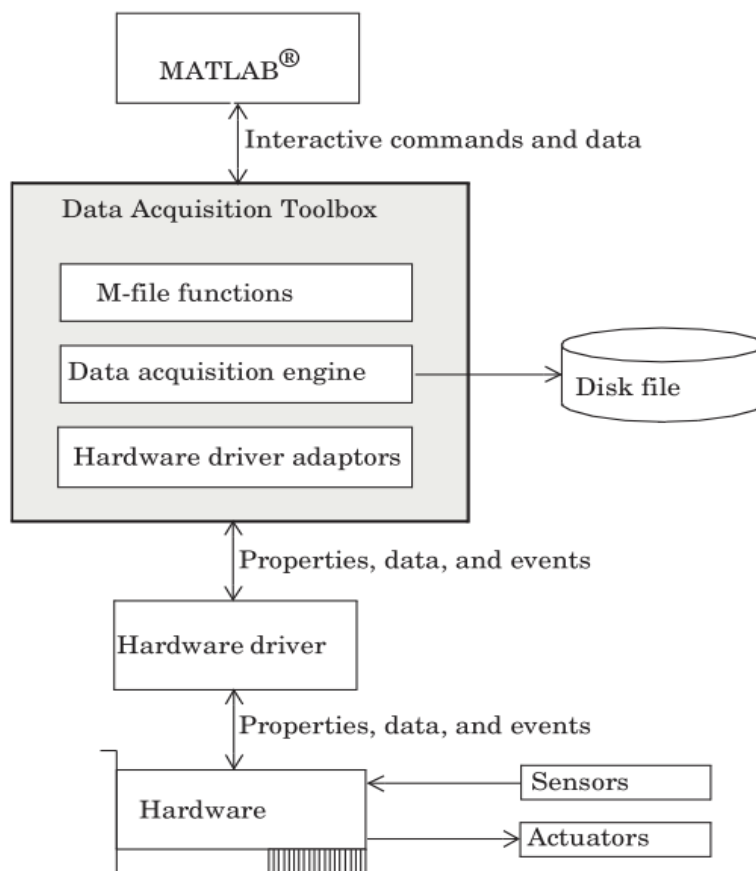 MATLAB®
Interactive commands and data
Data Acquisition Toolbox
M-file functions
Data acquisition engine
Disk file
Hardware driver adaptors
Properties, data, and events
Hardware driver
Properties, data, and events
Sensors
Hardware
Actuators